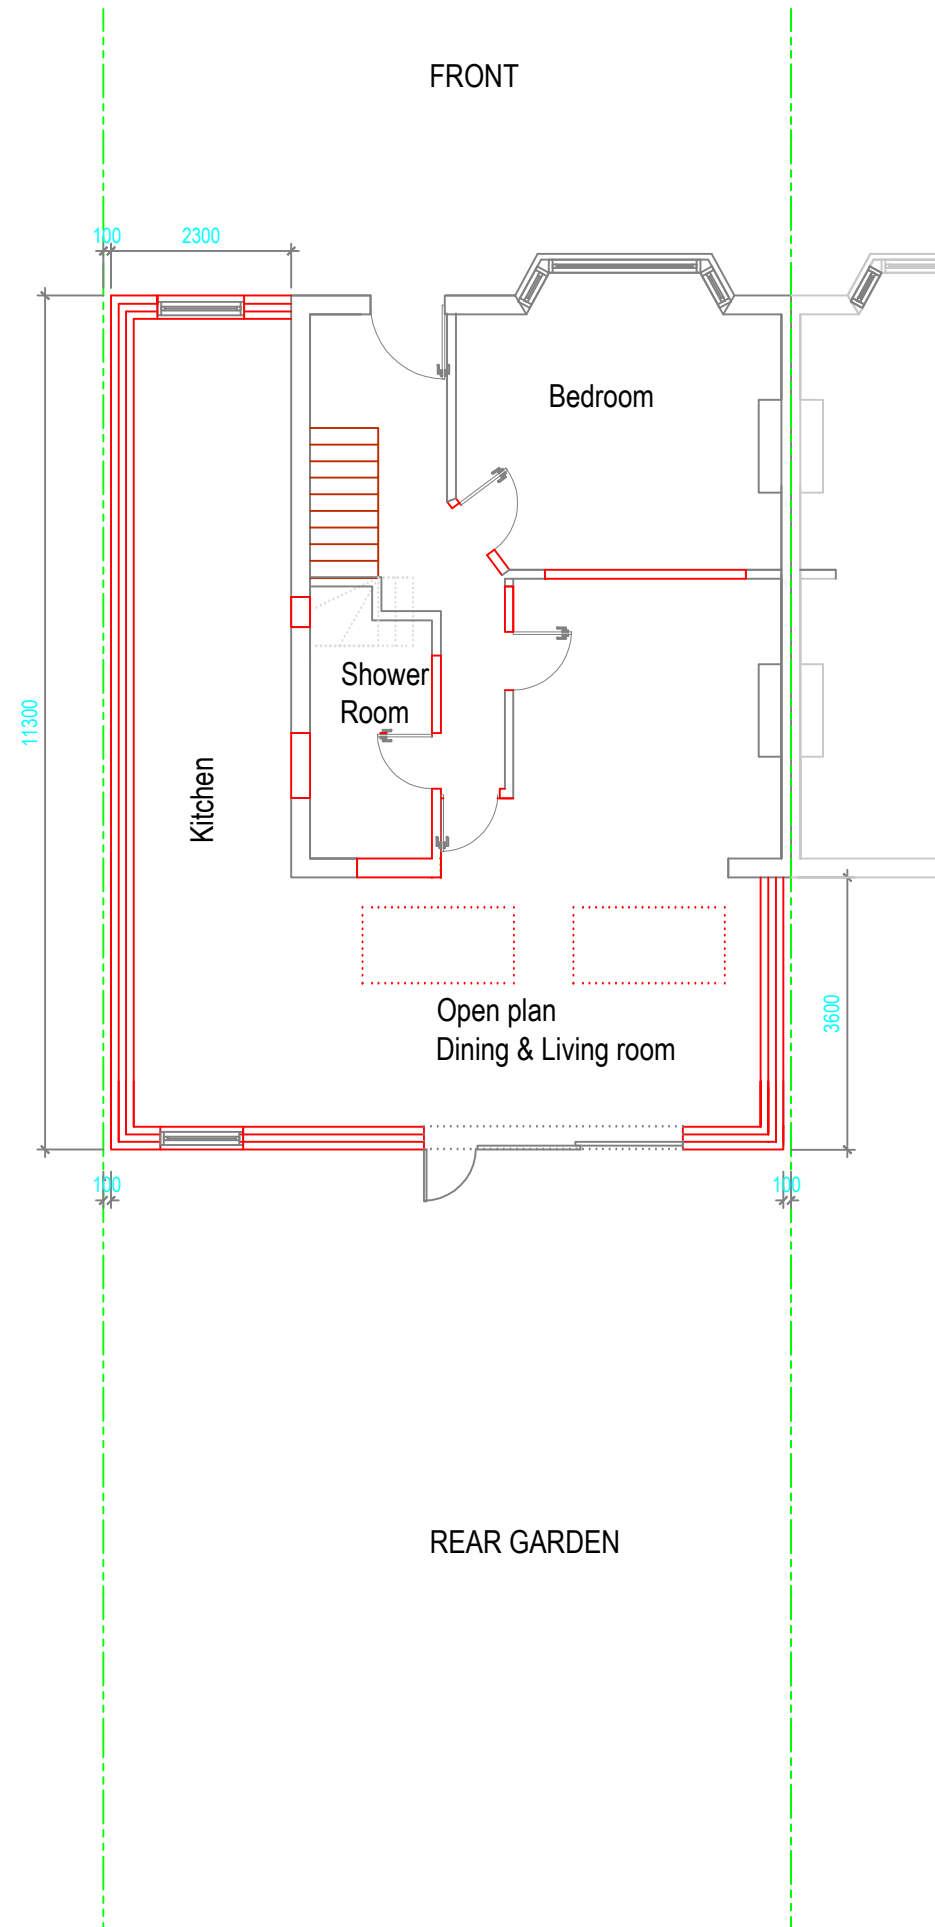 FRONT
100
2300
Bedroom
Shower
Room
11300
Kitchen
Open plan
Dining & Living room
3600
100
100
REAR GARDEN